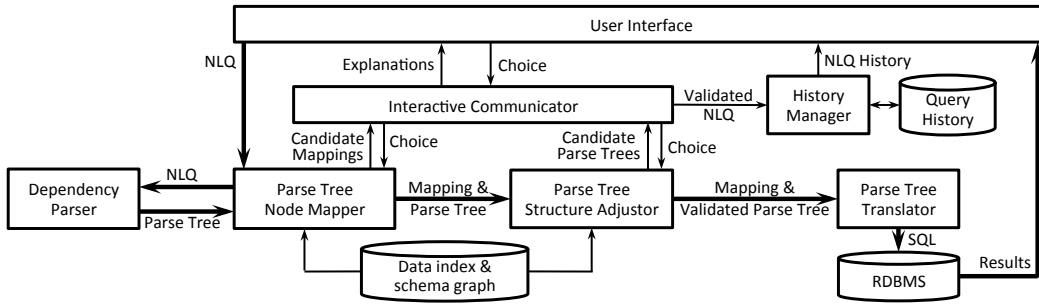 User Interface
NLQ
Explanations
Choice
NLQ History
Interactive Communicator
Validated
NLQ
History
Manager
Query
History
Candidate
Mappings
Choice
Candidate
Parse Trees
Choice
Dependency
Parser
NLQ
Parse Tree
Parse Tree
Node Mapper
Mapping &
Parse Tree
Parse Tree
Structure Adjustor
Mapping &
Validated Parse Tree
Parse Tree
Translator
SQL
Data index &
schema graph
RDBMS
Results